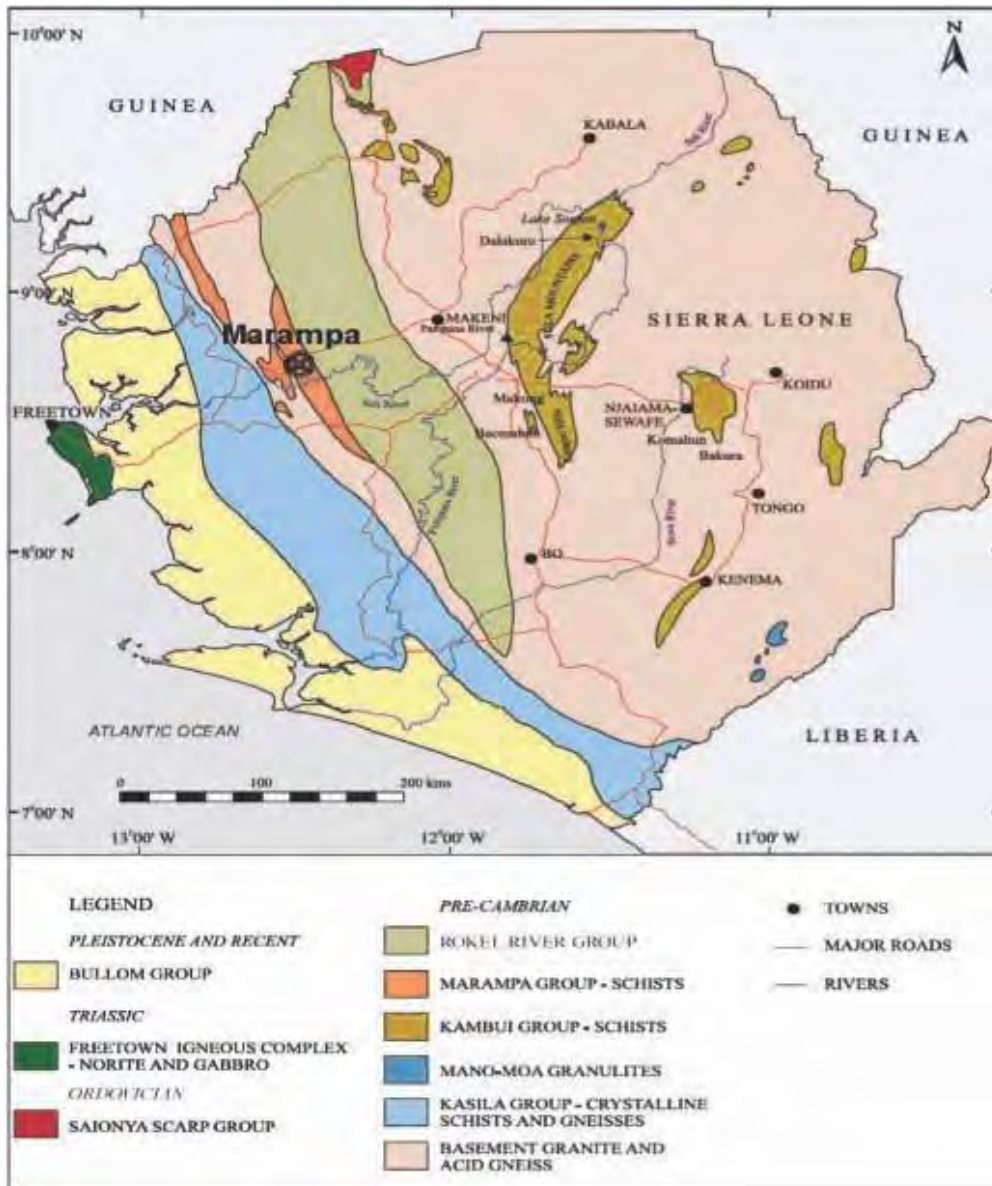 10°00' N
N
GUINEA
KABALA
GUINEA
Dalakuru
9°00' N
MAKENI
SIERRA LEONE
Marampa
KOIDU
FREETOWN
NJAIAMA-
SEWAFE
Komahun
Bakura
TONGO
8°00' N
BO
KENEMA
ATLANTIC OCEAN
LIBERIA
0 100 200 kms
7°00' N
13°00' W 12°00' W 11°00' W
LEGEND
PLEISTOCENE AND RECENT
BULLOM GROUP
TRIASSIC
FREETOWN IGNEOUS COMPLEX
- NORITE AND GABBRO
ORDOVICIAN
SAIONYA SCARP GROUP
PRE-CAMBRIAN
ROKEL RIVER GROUP
MARAMPA GROUP - SCHISTS
KAMBUI GROUP - SCHISTS
MANO-MOA GRANULITES
KASILA GROUP - CRYSTALLINE
SCHISTS AND GNEISSES
BASEMENT GRANITE AND
ACID GNEISS
TOWNS
MAJOR ROADS
RIVERS